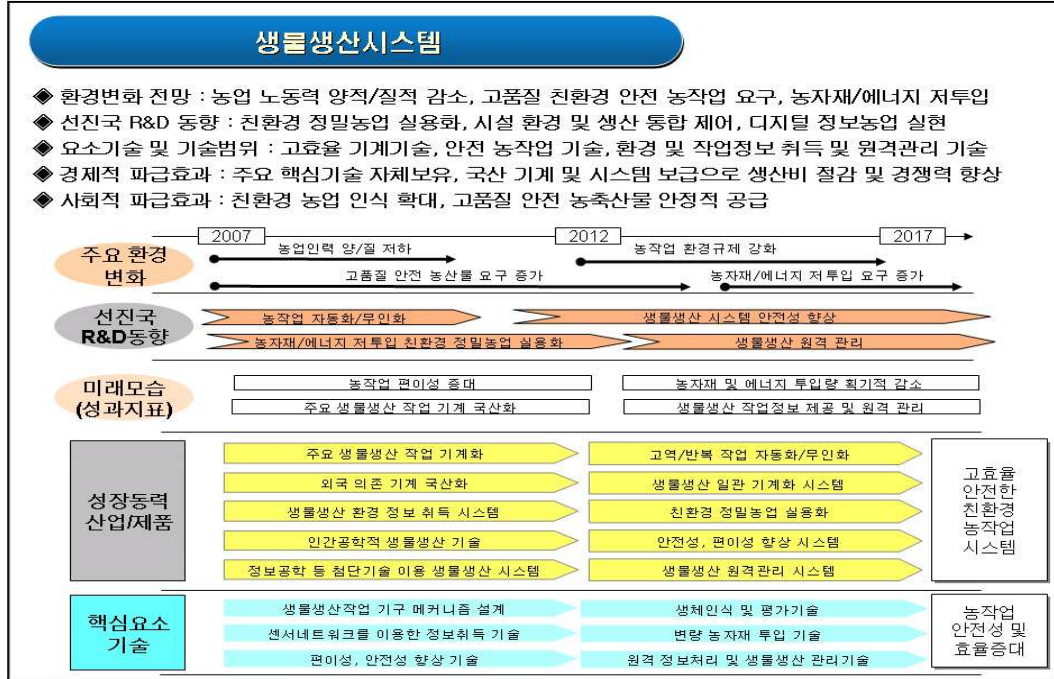 생물생산시스템
◈ 환경변화 전망 : 농업 노동력 양적/질적 감소, 고품질 친환경 안전 농작업 요구, 농자재/에너지 저투입
◈ 선진국 R&D 동향 : 친환경 정밀농업 실용화, 시설 환경 및 생산 통합 제어, 디지털 정보농업 실현
◈ 요소기술 및 기술범위 : 고효율 기계기술, 안전 농작업 기술, 환경 및 작업정보 취득 및 원격관리 기술
◈ 경제적 파급효과 : 주요 핵심기술 자체보유, 국산 기계 및 시스템 보급으로 생산비 절감 및 경쟁력 향상
◈ 사회적 파급효과 : 친환경 농업 인식 확대, 고품질 안전 농축산물 안정적 공급
2007 2012 2017
주요 환경
변화
농업인력 양/질 저하 농작업 환경규제 강화
고품질 안전 농산물 요구 증가 농자재/에너지 저투입 요구 증가
선진국
R&D동향
농작업 자동화/무인화 생물생산 시스템 안전성 향상
농자재/에너지 저투입 친환경 정밀농업 실용화 생물생산 원격 관리
미래모습
(성과지표)
농작업 편이성 증대 농자재 및 에너지 투입량 획기적 감소
주요 생물생산 작업 기계 국산화 생물생산 작업정보 제공 및 원격 관리
성장동력
산업/제품
주요 생물생산 작업 기계화 고역/반복 작업 자동화/무인화
외국 의존 기계 국산화 생물생산 일관 기계화 시스템
생물생산 환경 정보 취득 시스템 친환경 정밀농업 실용화
인간공학적 생물생산 기술 안전성, 편이성 향상 시스템
정보공학 등 첨단기술 이용 생물생산 시스템 생물생산 원격관리 시스템
고효율
안전한
친환경
농작업
시스템
핵심요소
기술
생물생산작업 기구 메커니즘 설계 생체인식 및 평가기술
센서네트워크를 이용한 정보취득 기술 변량 농자재 투입 기술
편이성, 안전성 향상 기술 원격 정보처리 및 생물생산 관리기술
농작업
안전성 및
효율증대